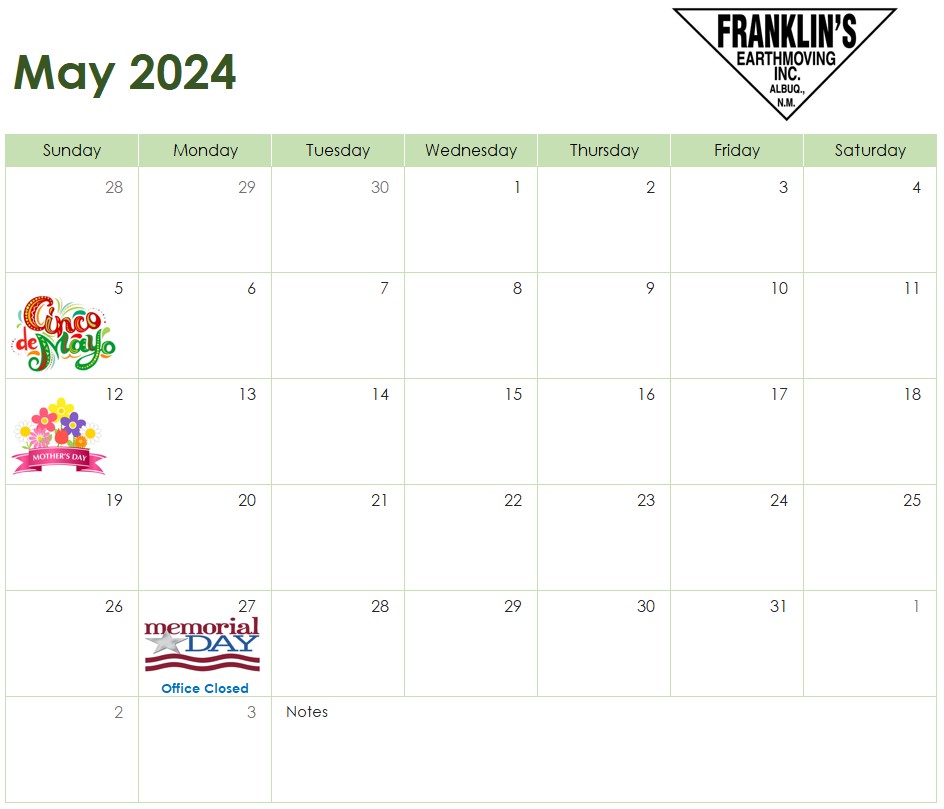 May 2024
FRANKLIN'S
EARTHMOVING
INC.
ALBUQ.,
N.M.
Sunday Monday Tuesday Wednesday Thursday Friday Saturday
28 29 30 1 2 3 4
5 6 7 8 9 10 11
Cinco
de Mayo
12 13 14 15 16 17 18
MOTHER'S DAY
19 20 21 22 23 24 25
26 27 28 29 30 31 1
memorial
DAY
Office Closed
2 3 Notes